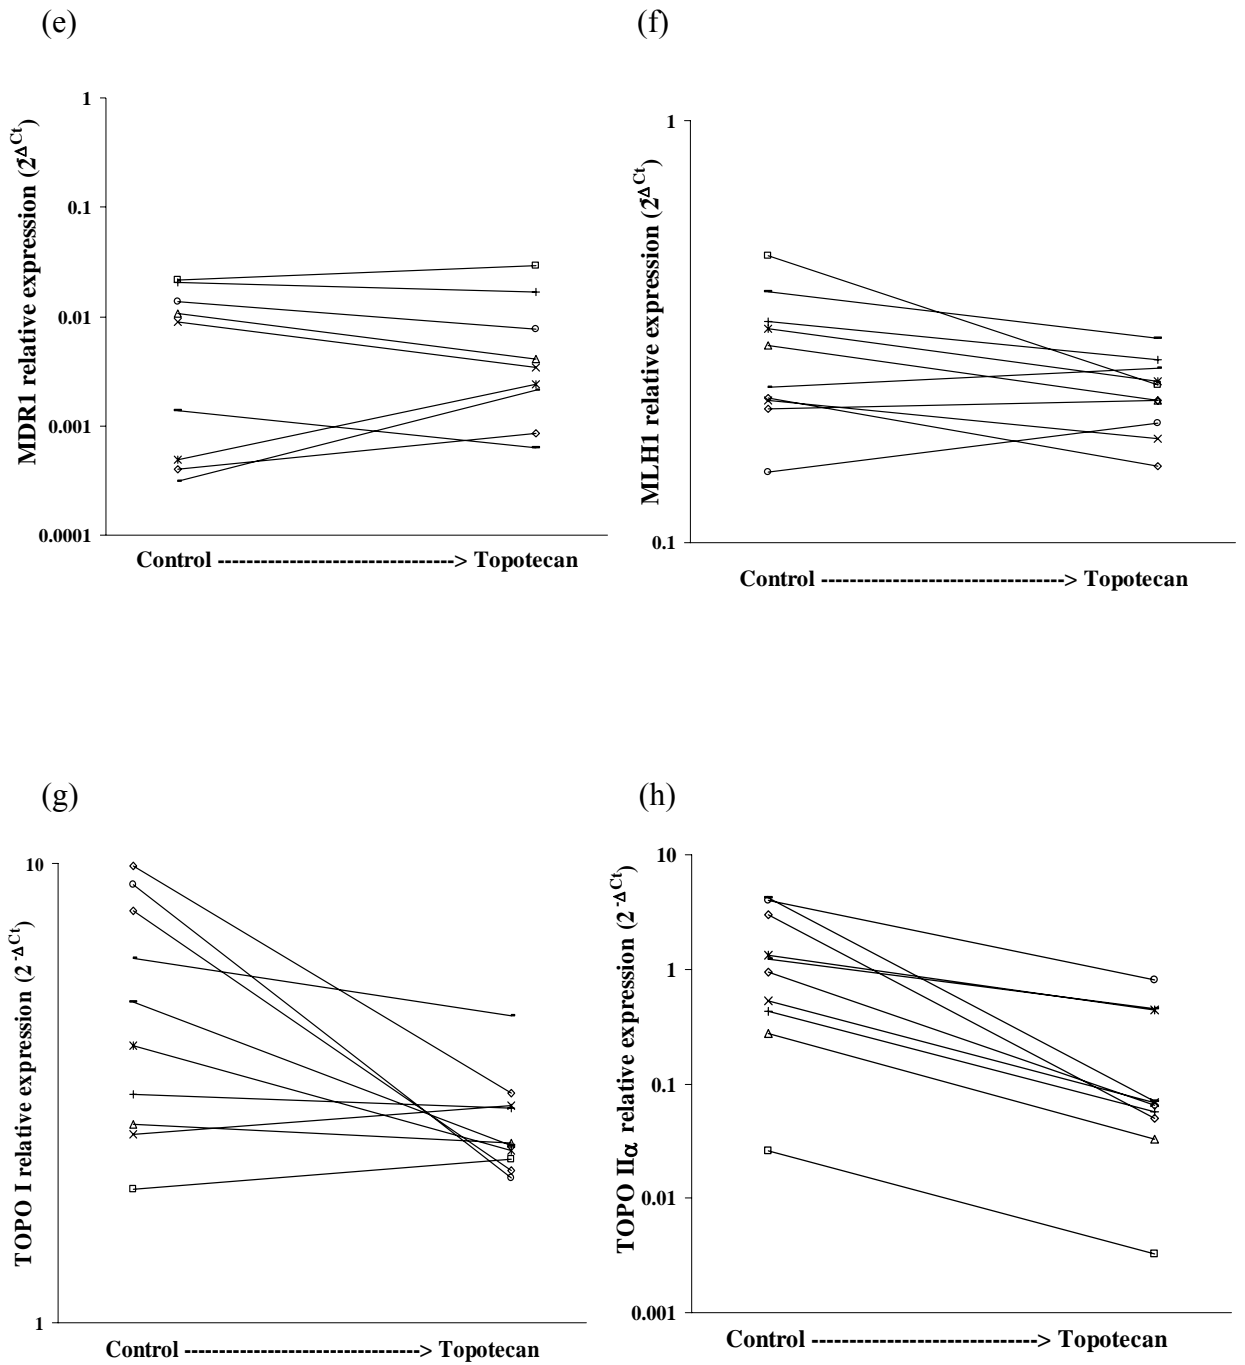 (e)
MDR1 relative expression (2^-ΔCt)
1
0.1
0.01
0.001
0.0001
Control ----------------------------------> Topotecan
(f)
MLH1 relative expression (2^-ΔCt)
1
0.1
Control -----------------------------------> Topotecan
(g)
TOPO I relative expression (2^-ΔCt)
10
1
Control ----------------------------------> Topotecan
(h)
TOPO IIα relative expression (2^-ΔCt)
10
1
0.1
0.01
0.001
Control ---------------------------------> Topotecan